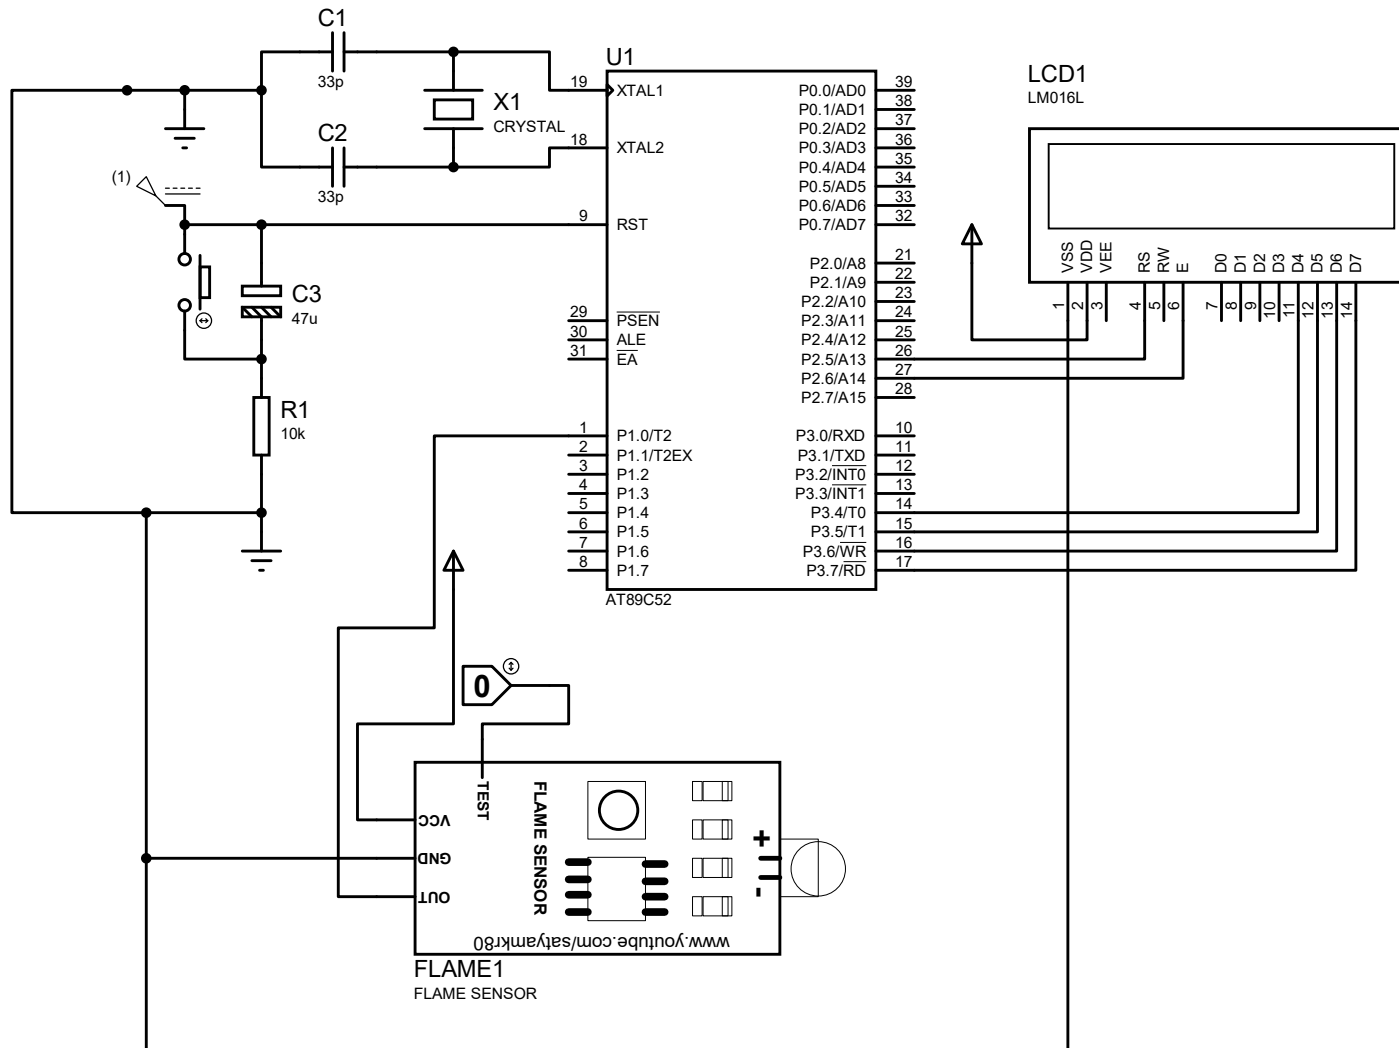 C1
33p
C2
33p
X1
CRYSTAL
(1)
C3
47u
R1
10k
U1
19 XTAL1
18 XTAL2
9 RST
29 PSEN
30 ALE
31 EA
1 P1.0/T2
2 P1.1/T2EX
3 P1.2
4 P1.3
5 P1.4
6 P1.5
7 P1.6
8 P1.7
P0.0/AD0 39
P0.1/AD1 38
P0.2/AD2 37
P0.3/AD3 36
P0.4/AD4 35
P0.5/AD5 34
P0.6/AD6 33
P0.7/AD7 32
P2.0/A8 21
P2.1/A9 22
P2.2/A10 23
P2.3/A11 24
P2.4/A12 25
P2.5/A13 26
P2.6/A14 27
P2.7/A15 28
P3.0/RXD 10
P3.1/TXD 11
P3.2/INT0 12
P3.3/INT1 13
P3.4/T0 14
P3.5/T1 15
P3.6/WR 16
P3.7/RD 17
AT89C52
LCD1
LM016L
VSS 1
VDD 2
VEE 3
RS 4
RW 5
E 6
D0 7
D1 8
D2 9
D3 10
D4 11
D5 12
D6 13
D7 14
0
TEST
VCC
GND
OUT
FLAME SENSOR
+
-
www.youtube.com/satyamkr80
FLAME1
FLAME SENSOR